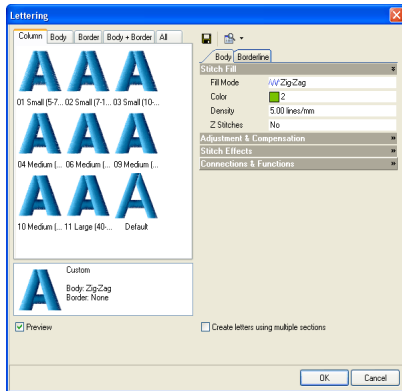 Lettering
Column Body Border Body + Border All
01 Small (5-7... 02 Small (7-1... 03 Small (10-...
04 Medium (... 06 Medium (... 09 Medium (...
10 Medium (... 11 Large (40-... Default
Custom
Body: Zig-Zag
Border: None
Preview
Body Borderline
Stitch Fill
Fill Mode Zig-Zag
Color 2
Density 5.00 lines/mm
Z Stitches No
Adjustment & Compensation
Stitch Effects
Connections & Functions
Create letters using multiple sections
OK Cancel